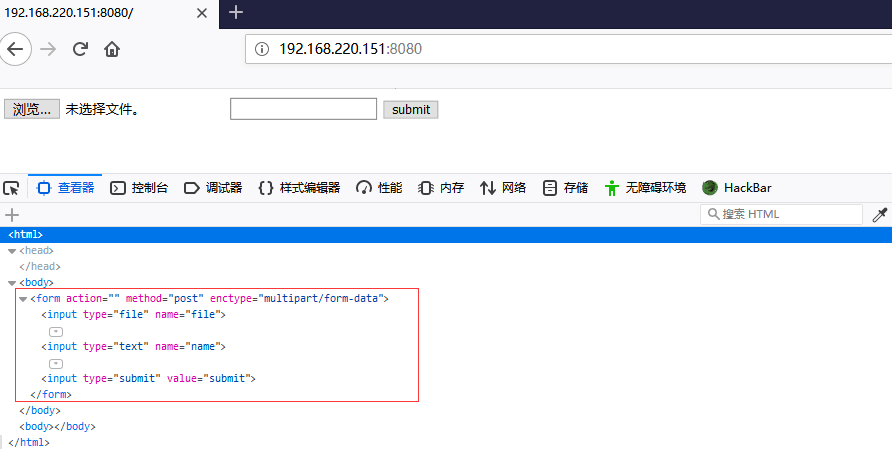 192.168.220.151:8080/
192.168.220.151:8080
浏览... 未选择文件。 submit
查看器 控制台 调试器 样式编辑器 性能 内存 网络 存储 无障碍环境 HackBar
搜索 HTML
<html>
<head>
</head>
<body>
<form action="" method="post" enctype="multipart/form-data">
<input type="file" name="file">
<input type="text" name="name">
<input type="submit" value="submit">
</form>
</body>
<body></body>
</html>